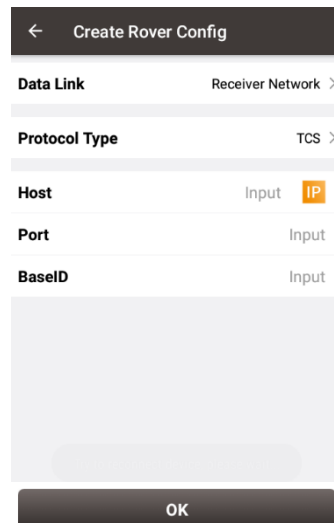 Create Rover Config
Data Link Receiver Network
Protocol Type TCS
Host Input IP
Port Input
BaseID Input
OK